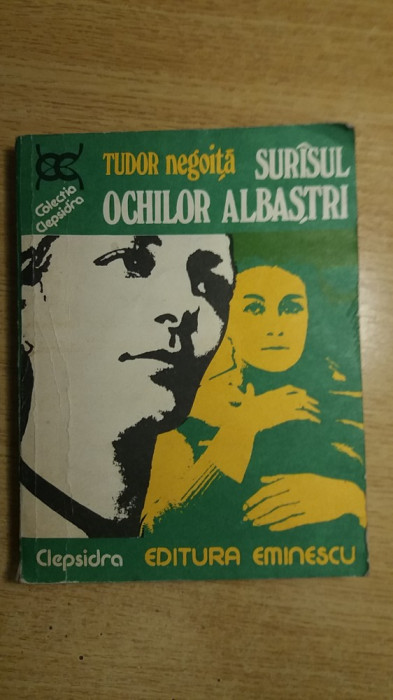 Colecția
Clepsidra
TUDOR negoiță SURÎSUL
OCHILOR ALBAȘTRI
Clepsidra EDITURA EMINESCU